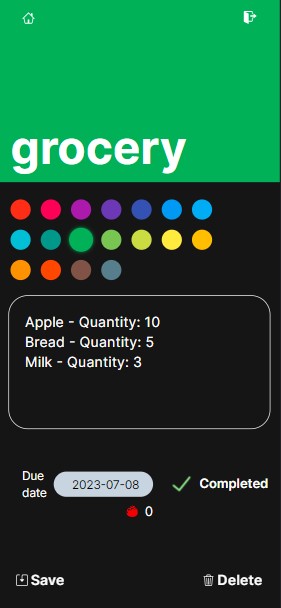 grocery
Apple - Quantity: 10
Bread - Quantity: 5
Milk - Quantity: 3
Due
date
2023-07-08
Completed
0
Save
Delete